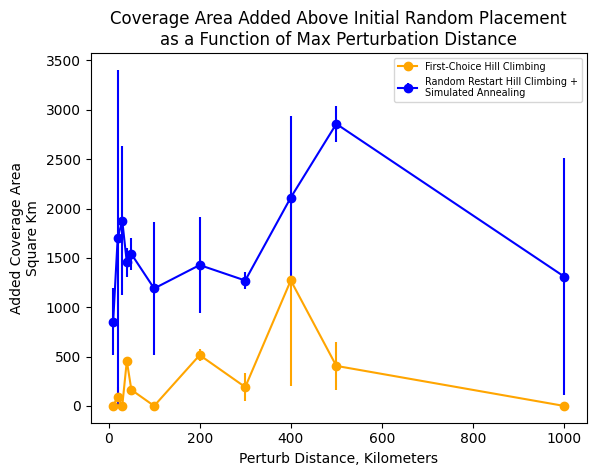 Coverage Area Added Above Initial Random Placement
as a Function of Max Perturbation Distance
First-Choice Hill Climbing
Random Restart Hill Climbing +
Simulated Annealing
Added Coverage Area
Square Km
3500
3000
2500
2000
1500
1000
500
0
0
200
400
600
800
1000
Perturb Distance, Kilometers